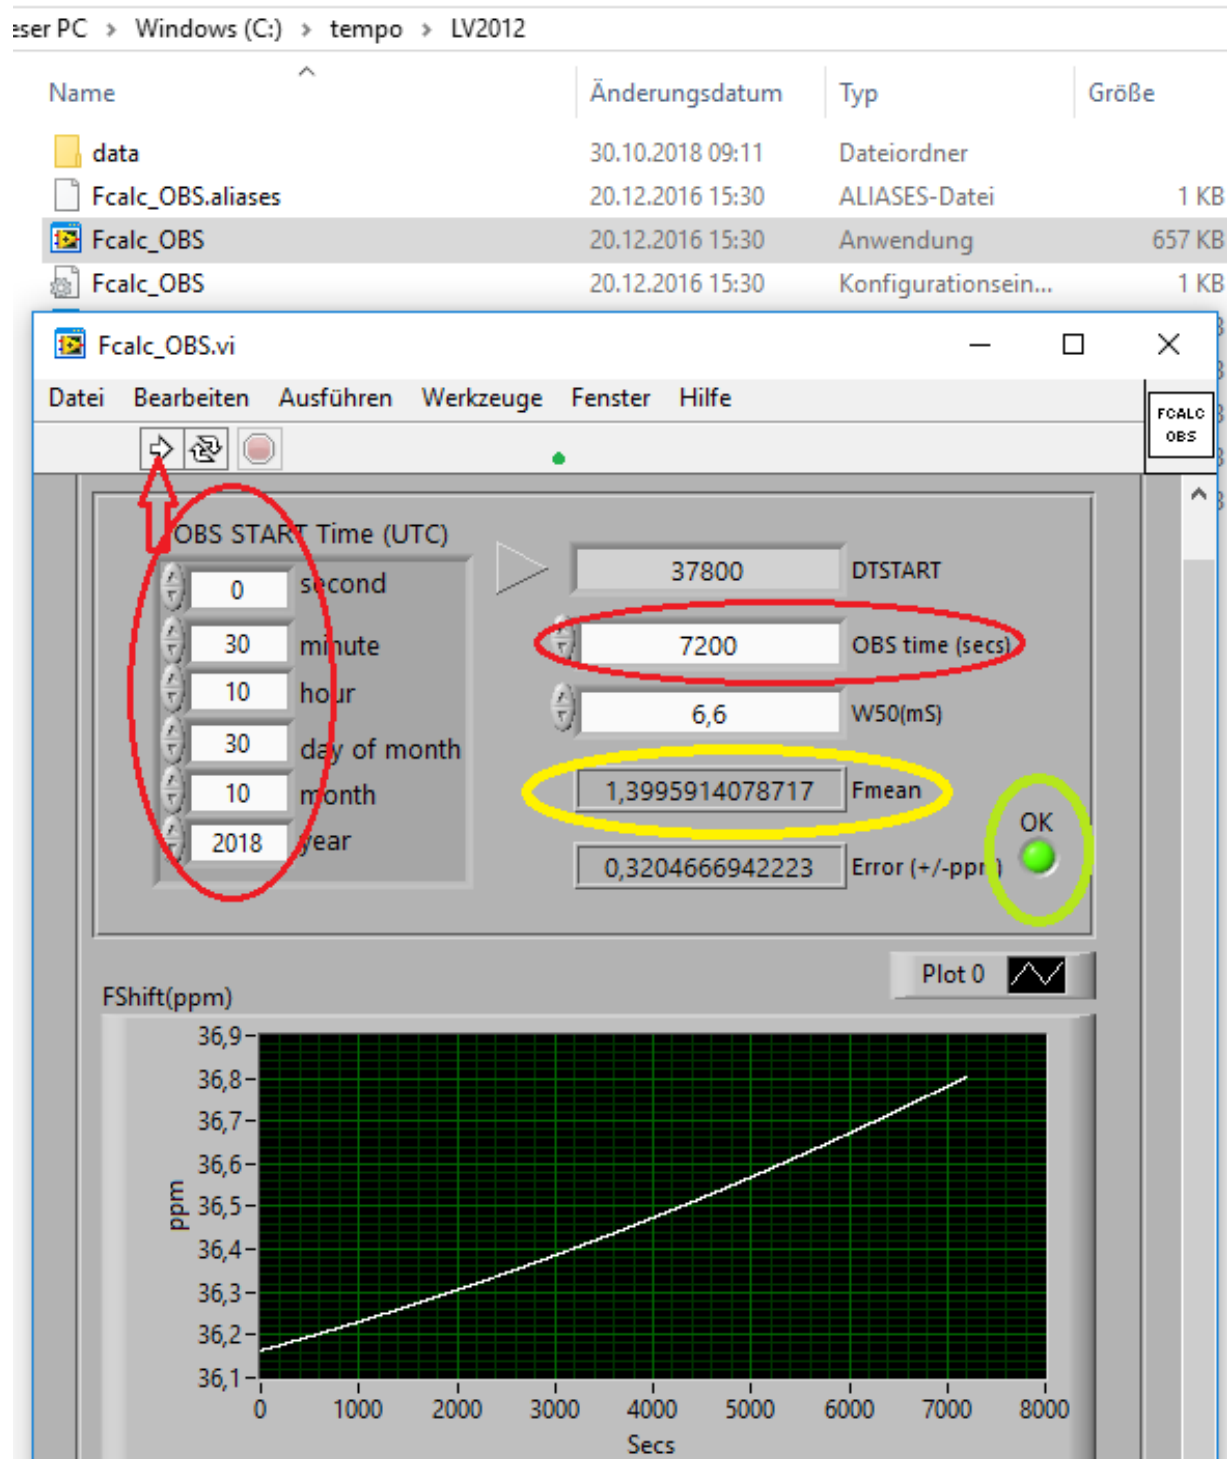 eser PC > Windows (C:) > tempo > LV2012
Name Änderungsdatum Typ Größe
data 30.10.2018 09:11 Dateiordner
Fcalc_OBS.aliases 20.12.2016 15:30 ALIASES-Datei 1 KB
Fcalc_OBS 20.12.2016 15:30 Anwendung 657 KB
Fcalc_OBS 20.12.2016 15:30 Konfigurationsein... 1 KB
Fcalc_OBS.vi
Datei Bearbeiten Ausführen Werkzeuge Fenster Hilfe
FCALC
OBS
OBS START Time (UTC)
0 second
30 minute
10 hour
30 day of month
10 month
2018 year
37800 DTSTART
7200 OBS time (secs)
6,6 W50(mS)
1,3995914078717 Fmean
0,3204666942223 Error (+/-ppm)
OK
Plot 0
FShift(ppm)
36,9
36,8
36,7
36,6
36,5
36,4
36,3
36,2
36,1
ppm
0 1000 2000 3000 4000 5000 6000 7000 8000
Secs